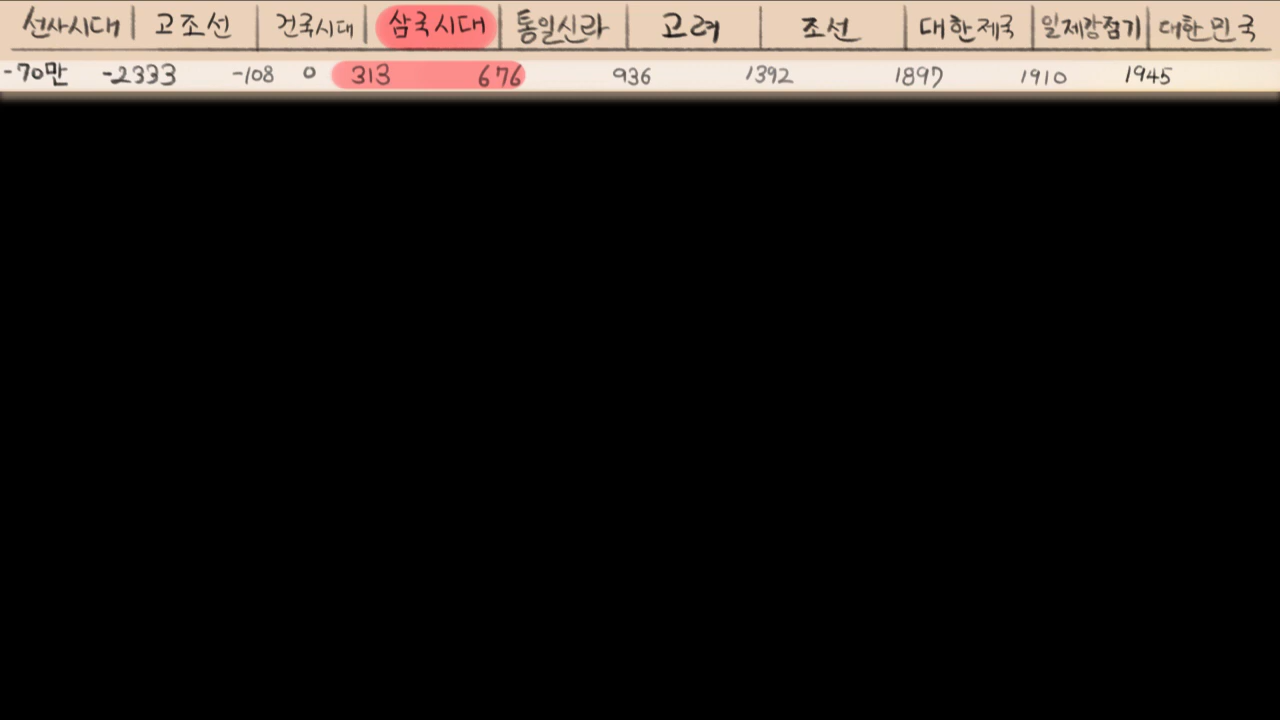 선사시대 고조선 건국시대 삼국시대 통일신라 고려 조선 대한제국 일제강점기 대한민국
-70만 -2333 -108 0 313 676 936 1392 1897 1910 1945